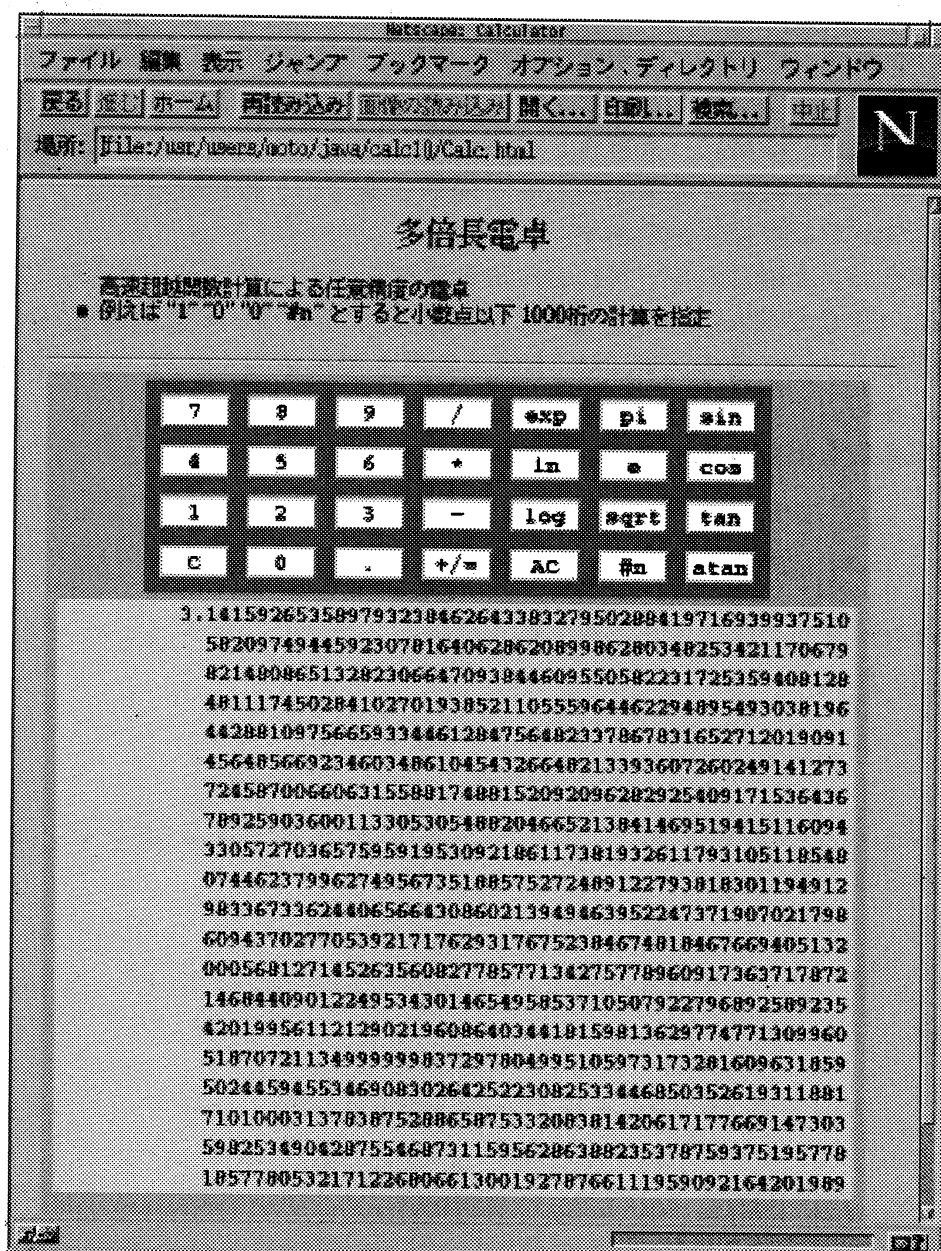 Netscape: Calculator
ファイル 編集 表示 ジャンプ ブックマーク オプション ディレクトリ ウィンドウ
戻る 進む ホーム 再読み込み 画像の読み込み 開く... 印刷... 検索... 中止
場所: file:/usr/users/moto/java/calc10/Calc.html
N
多倍長電卓
高速超越関数計算による任意精度の電卓
例えば "1" "0" "0" "#n" とすると小数点以下 1000桁の計算を指定
7 8 9 / exp pi sin
4 5 6 * ln e cos
1 2 3 - log sqrt tan
C 0 . +/= AC #n atan
3.14159265358979323846264338327950288419716939937510
58209749445923078164062862089986280348253421170679
82148086513282306647093844609550582231725359408128
48111745028410270193852110555964462294895493038196
44288109756659334461284756482337867831652712019091
45648566923460348610454326648213393607260249141273
72458700660631558817488152092096282925409171536436
78925903600113305305488204665213841469519415116094
33057270365759591953092186117381932611793105118548
07446237996274956735188575272489122793818301194912
98336733624406566430860213949463952247371907021798
60943702770539217176293176752384674818467669405132
00056812714526356082778577134275778960917363717872
14684409012249534301465495853710507922796892589235
42019956112129021960864034418159813629774771309960
51870721134999999837297804995105973173281609631859
50244594553469083026425223082533446850352619311881
71010003137838752886587533208381420617177669147303
59825349042875546873115956286388235378759375195778
18577805321712268066130019278766111959092164201989